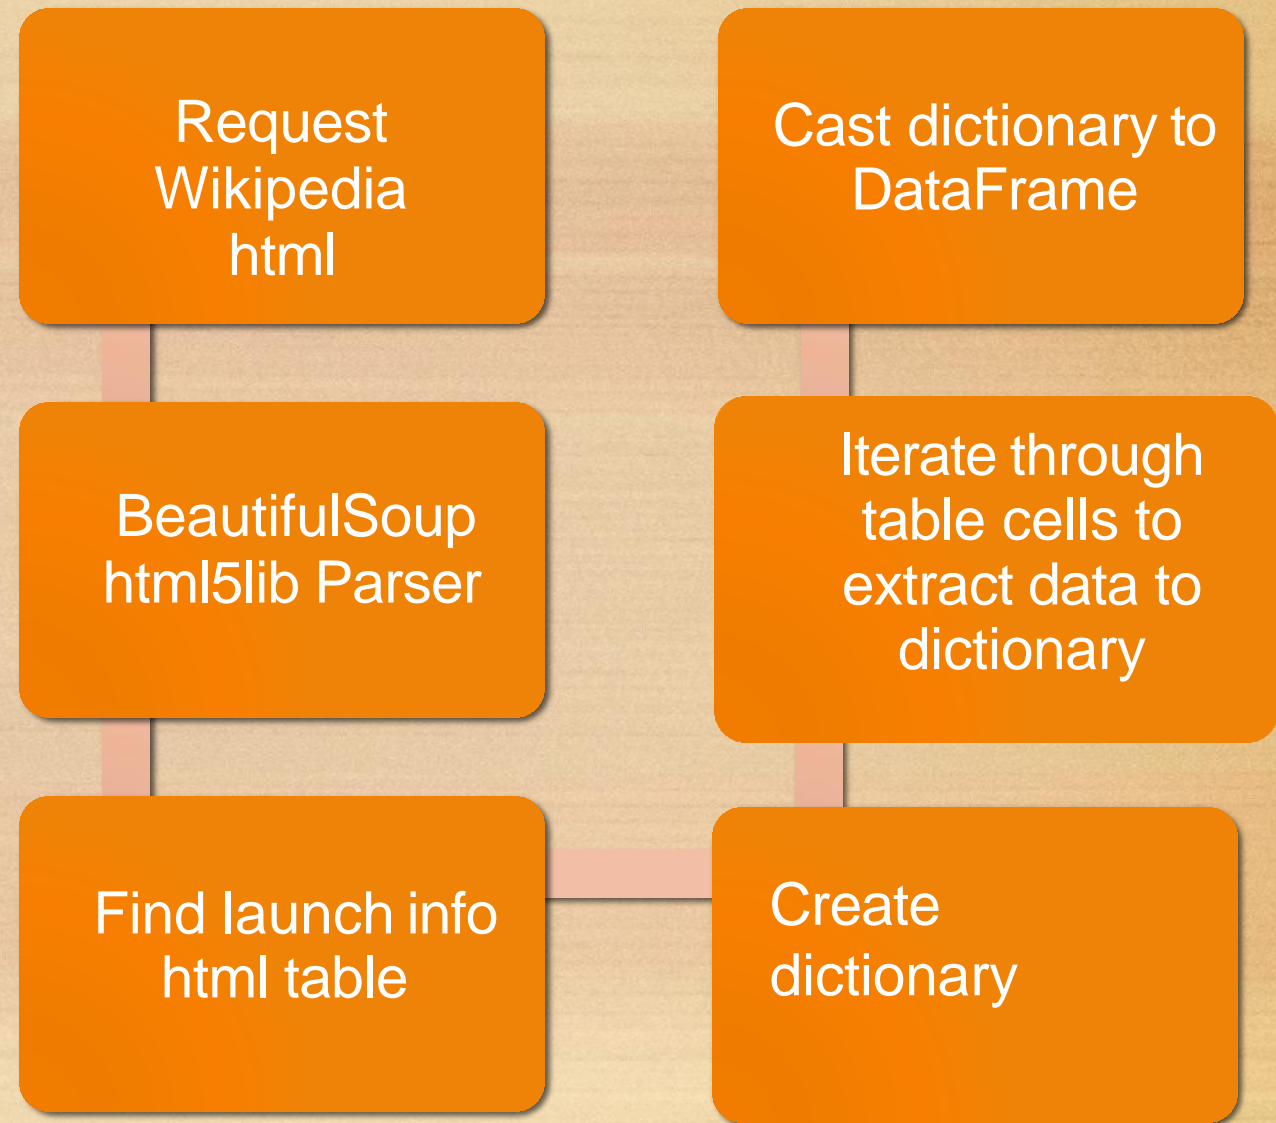 Request
Wikipedia
html
BeautifulSoup
html5lib Parser
Find launch info
html table
Create
dictionary
Iterate through
table cells to
extract data to
dictionary
Cast dictionary to
DataFrame